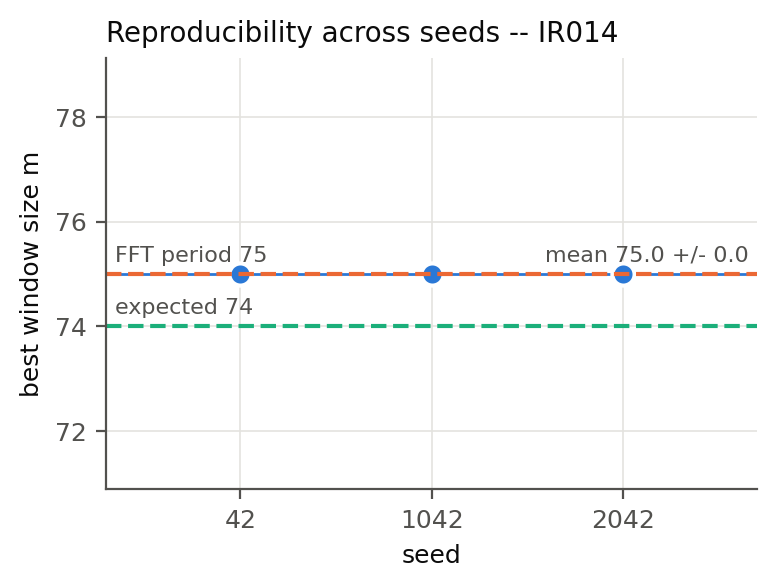 Reproducibility across seeds -- IR014
best window size m
78
76
74
72
FFT period 75
mean 75.0 +/- 0.0
expected 74
42
1042
2042
seed